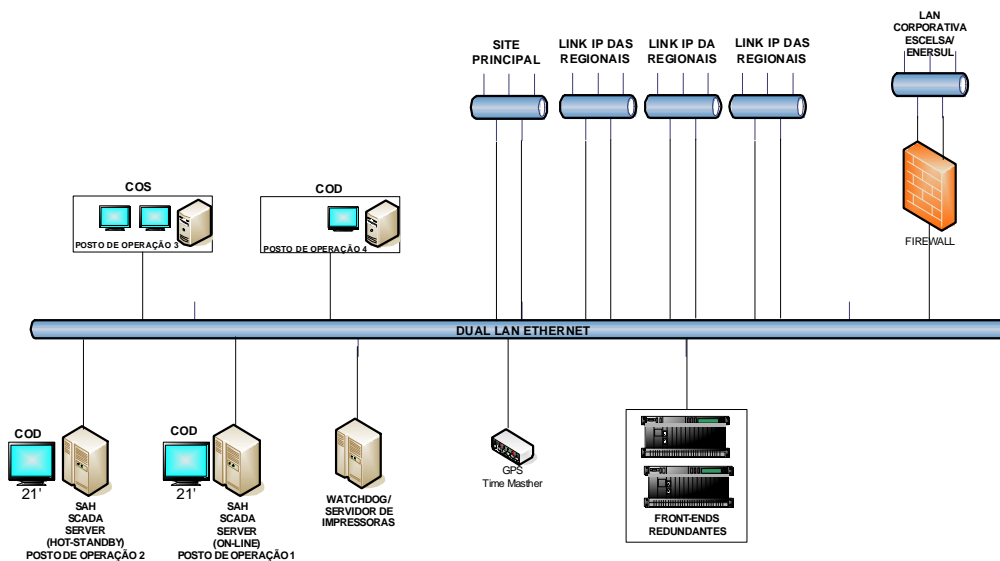 LAN
CORPORATIVA
ESCELSA/
ENERSUL
SITE
PRINCIPAL
LINK IP DAS
REGIONAIS
LINK IP DA
REGIONAIS
LINK IP DAS
REGIONAIS
COS
POSTO DE OPERAÇÃO 3
COD
POSTO DE OPERAÇÃO 4
FIREWALL
DUAL LAN ETHERNET
COD
21'
SAH
SCADA
SERVER
(HOT-STANDBY)
POSTO DE OPERAÇÃO 2
COD
21'
SAH
SCADA
SERVER
(ON-LINE)
POSTO DE OPERAÇÃO 1
WATCHDOG/
SERVIDOR DE
IMPRESSORAS
GPS
Time Masther
FRONT-ENDS
REDUNDANTES